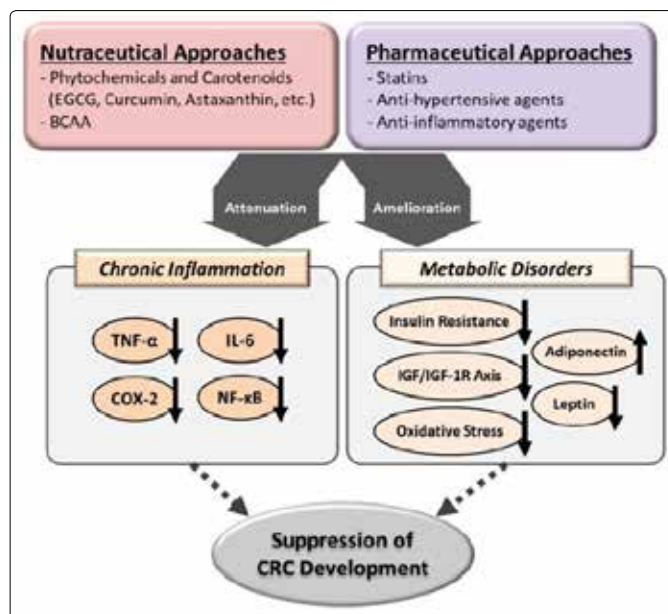 Nutraceutical Approaches
- Phytochemicals and Carotenoids
(EGCG, Curcumin, Astaxanthin, etc.)
- BCAA
Pharmaceutical Approaches
- Statins
- Anti-hypertensive agents
- Anti-inflammatory agents
Attenuation
Amelioration
Chronic Inflammation
TNF-α
IL-6
COX-2
NF-κB
Metabolic Disorders
Insulin Resistance
IGF/IGF-1R Axis
Oxidative Stress
Adiponectin
Leptin
Suppression of
CRC Development